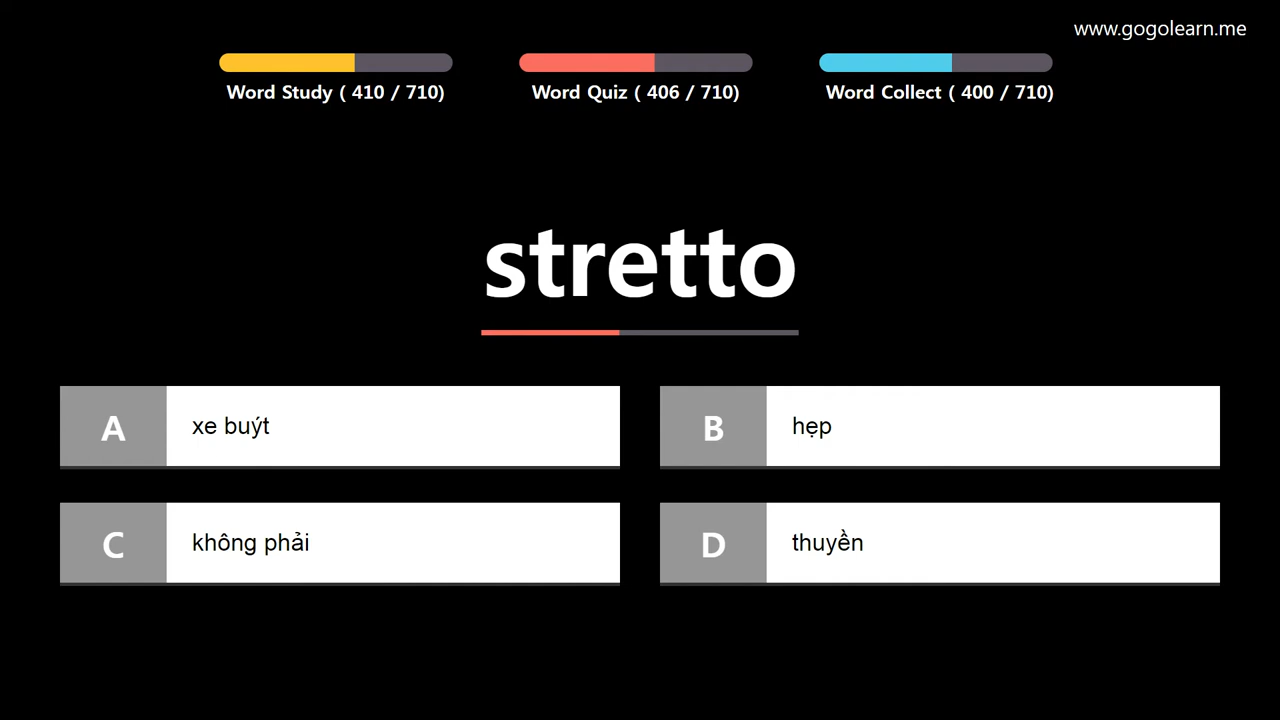 www.gogolearn.me
Word Study ( 410 / 710)
Word Quiz ( 406 / 710)
Word Collect ( 400 / 710)
stretto
A
xe buýt
B
hẹp
C
không phải
D
thuyền